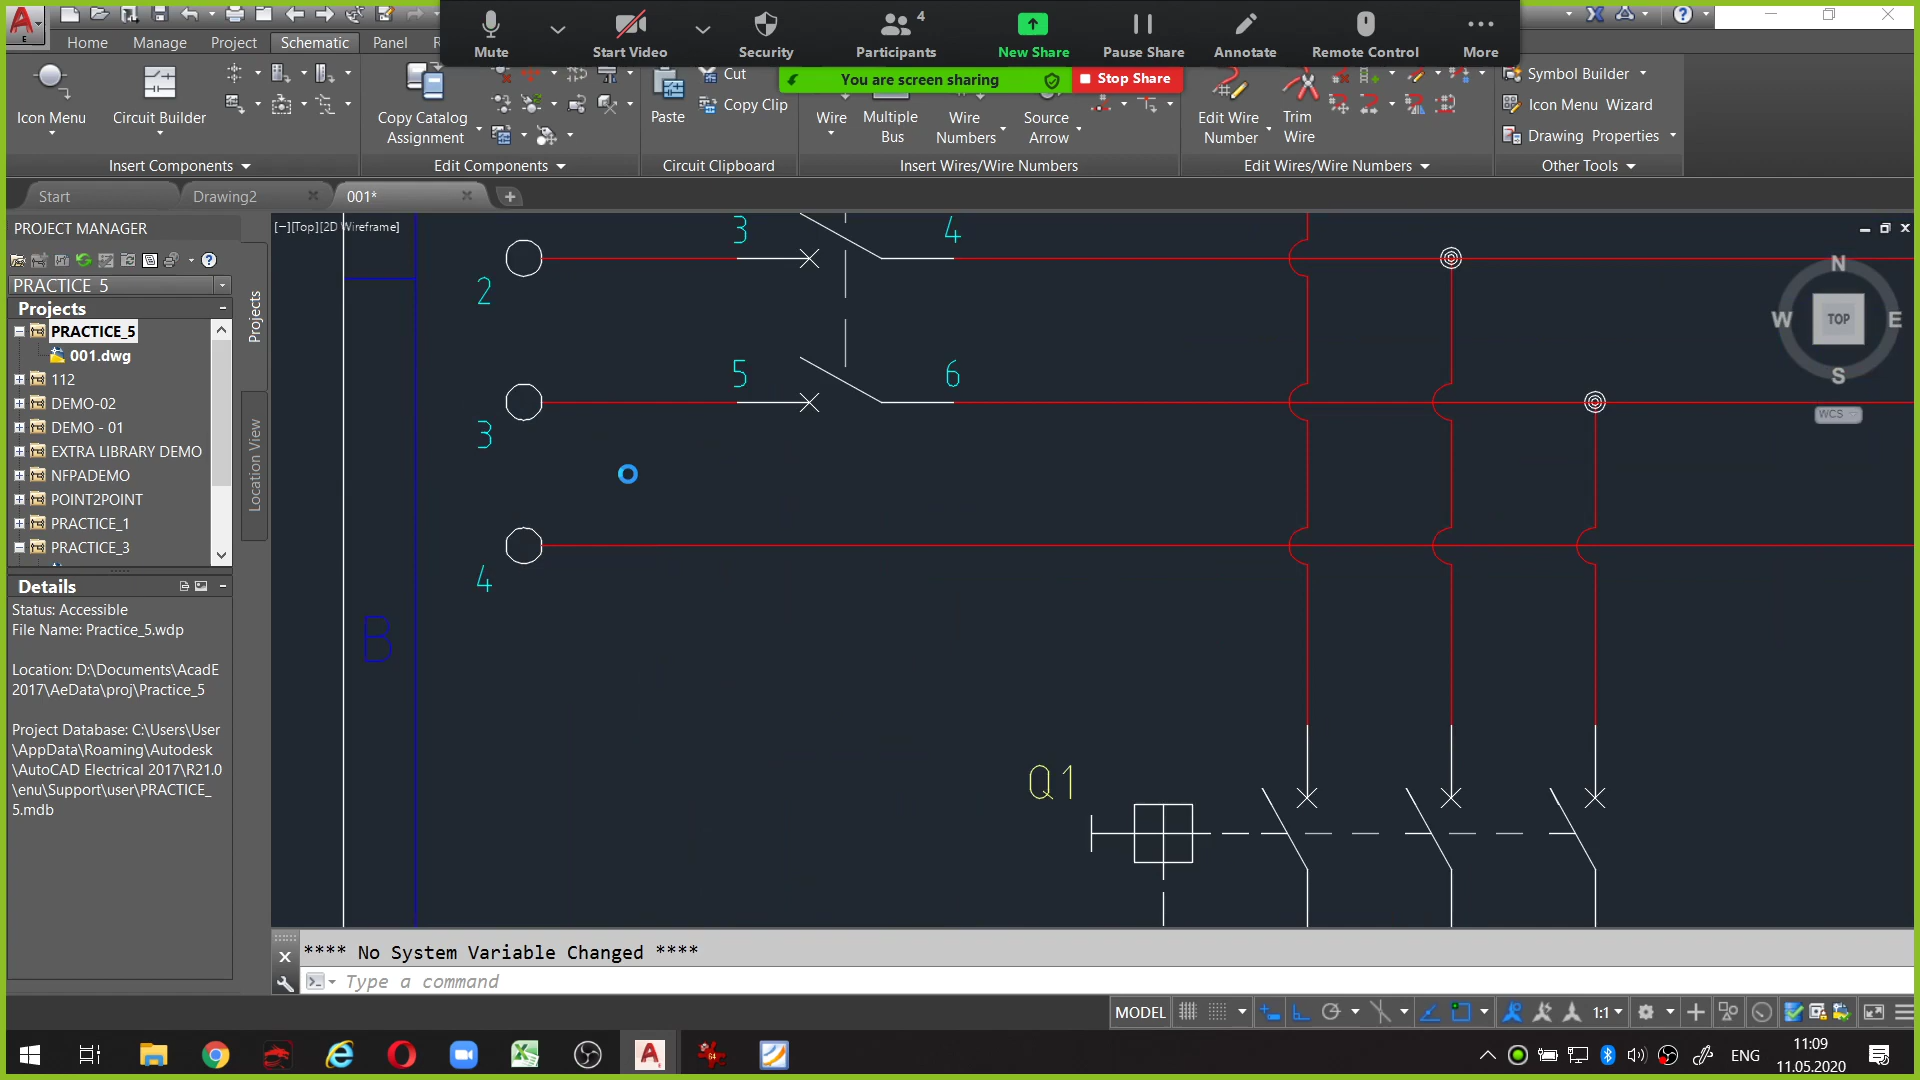 Mute
Start Video
Security
Participants
4
New Share
Pause Share
Annotate
Remote Control
More
You are screen sharing
Stop Share
Home
Manage
Project
Schematic
Panel
Icon Menu
Circuit Builder
Insert Components
Copy Catalog
Assignment
Edit Components
Paste
Cut
Copy Clip
Circuit Clipboard
Wire
Multiple
Bus
Wire
Numbers
Source
Arrow
Insert Wires/Wire Numbers
Edit Wire
Number
Trim
Wire
Edit Wires/Wire Numbers
Symbol Builder
Icon Menu Wizard
Drawing Properties
Other Tools
Start
Drawing2
001*
PROJECT MANAGER
PRACTICE_5
Projects
PRACTICE_5
001.dwg
112
DEMO-02
DEMO - 01
EXTRA LIBRARY DEMO
NFPADEMO
POINT2POINT
PRACTICE_1
PRACTICE_3
Projects
Location View
Details
Status: Accessible
File Name: Practice_5.wdp
Location: D:\Documents\AcadE
2017\AeData\proj\Practice_5
Project Database: C:\Users\User
\AppData\Roaming\Autodesk
\AutoCAD Electrical 2017\R21.0
\enu\Support\user\PRACTICE_
5.mdb
[−][Top][2D Wireframe]
3
4
2
5
6
3
4
B
Q1
N
W
TOP
E
S
WCS
**** No System Variable Changed ****
Type a command
MODEL
1:1
64
ENG
11:09
11.05.2020